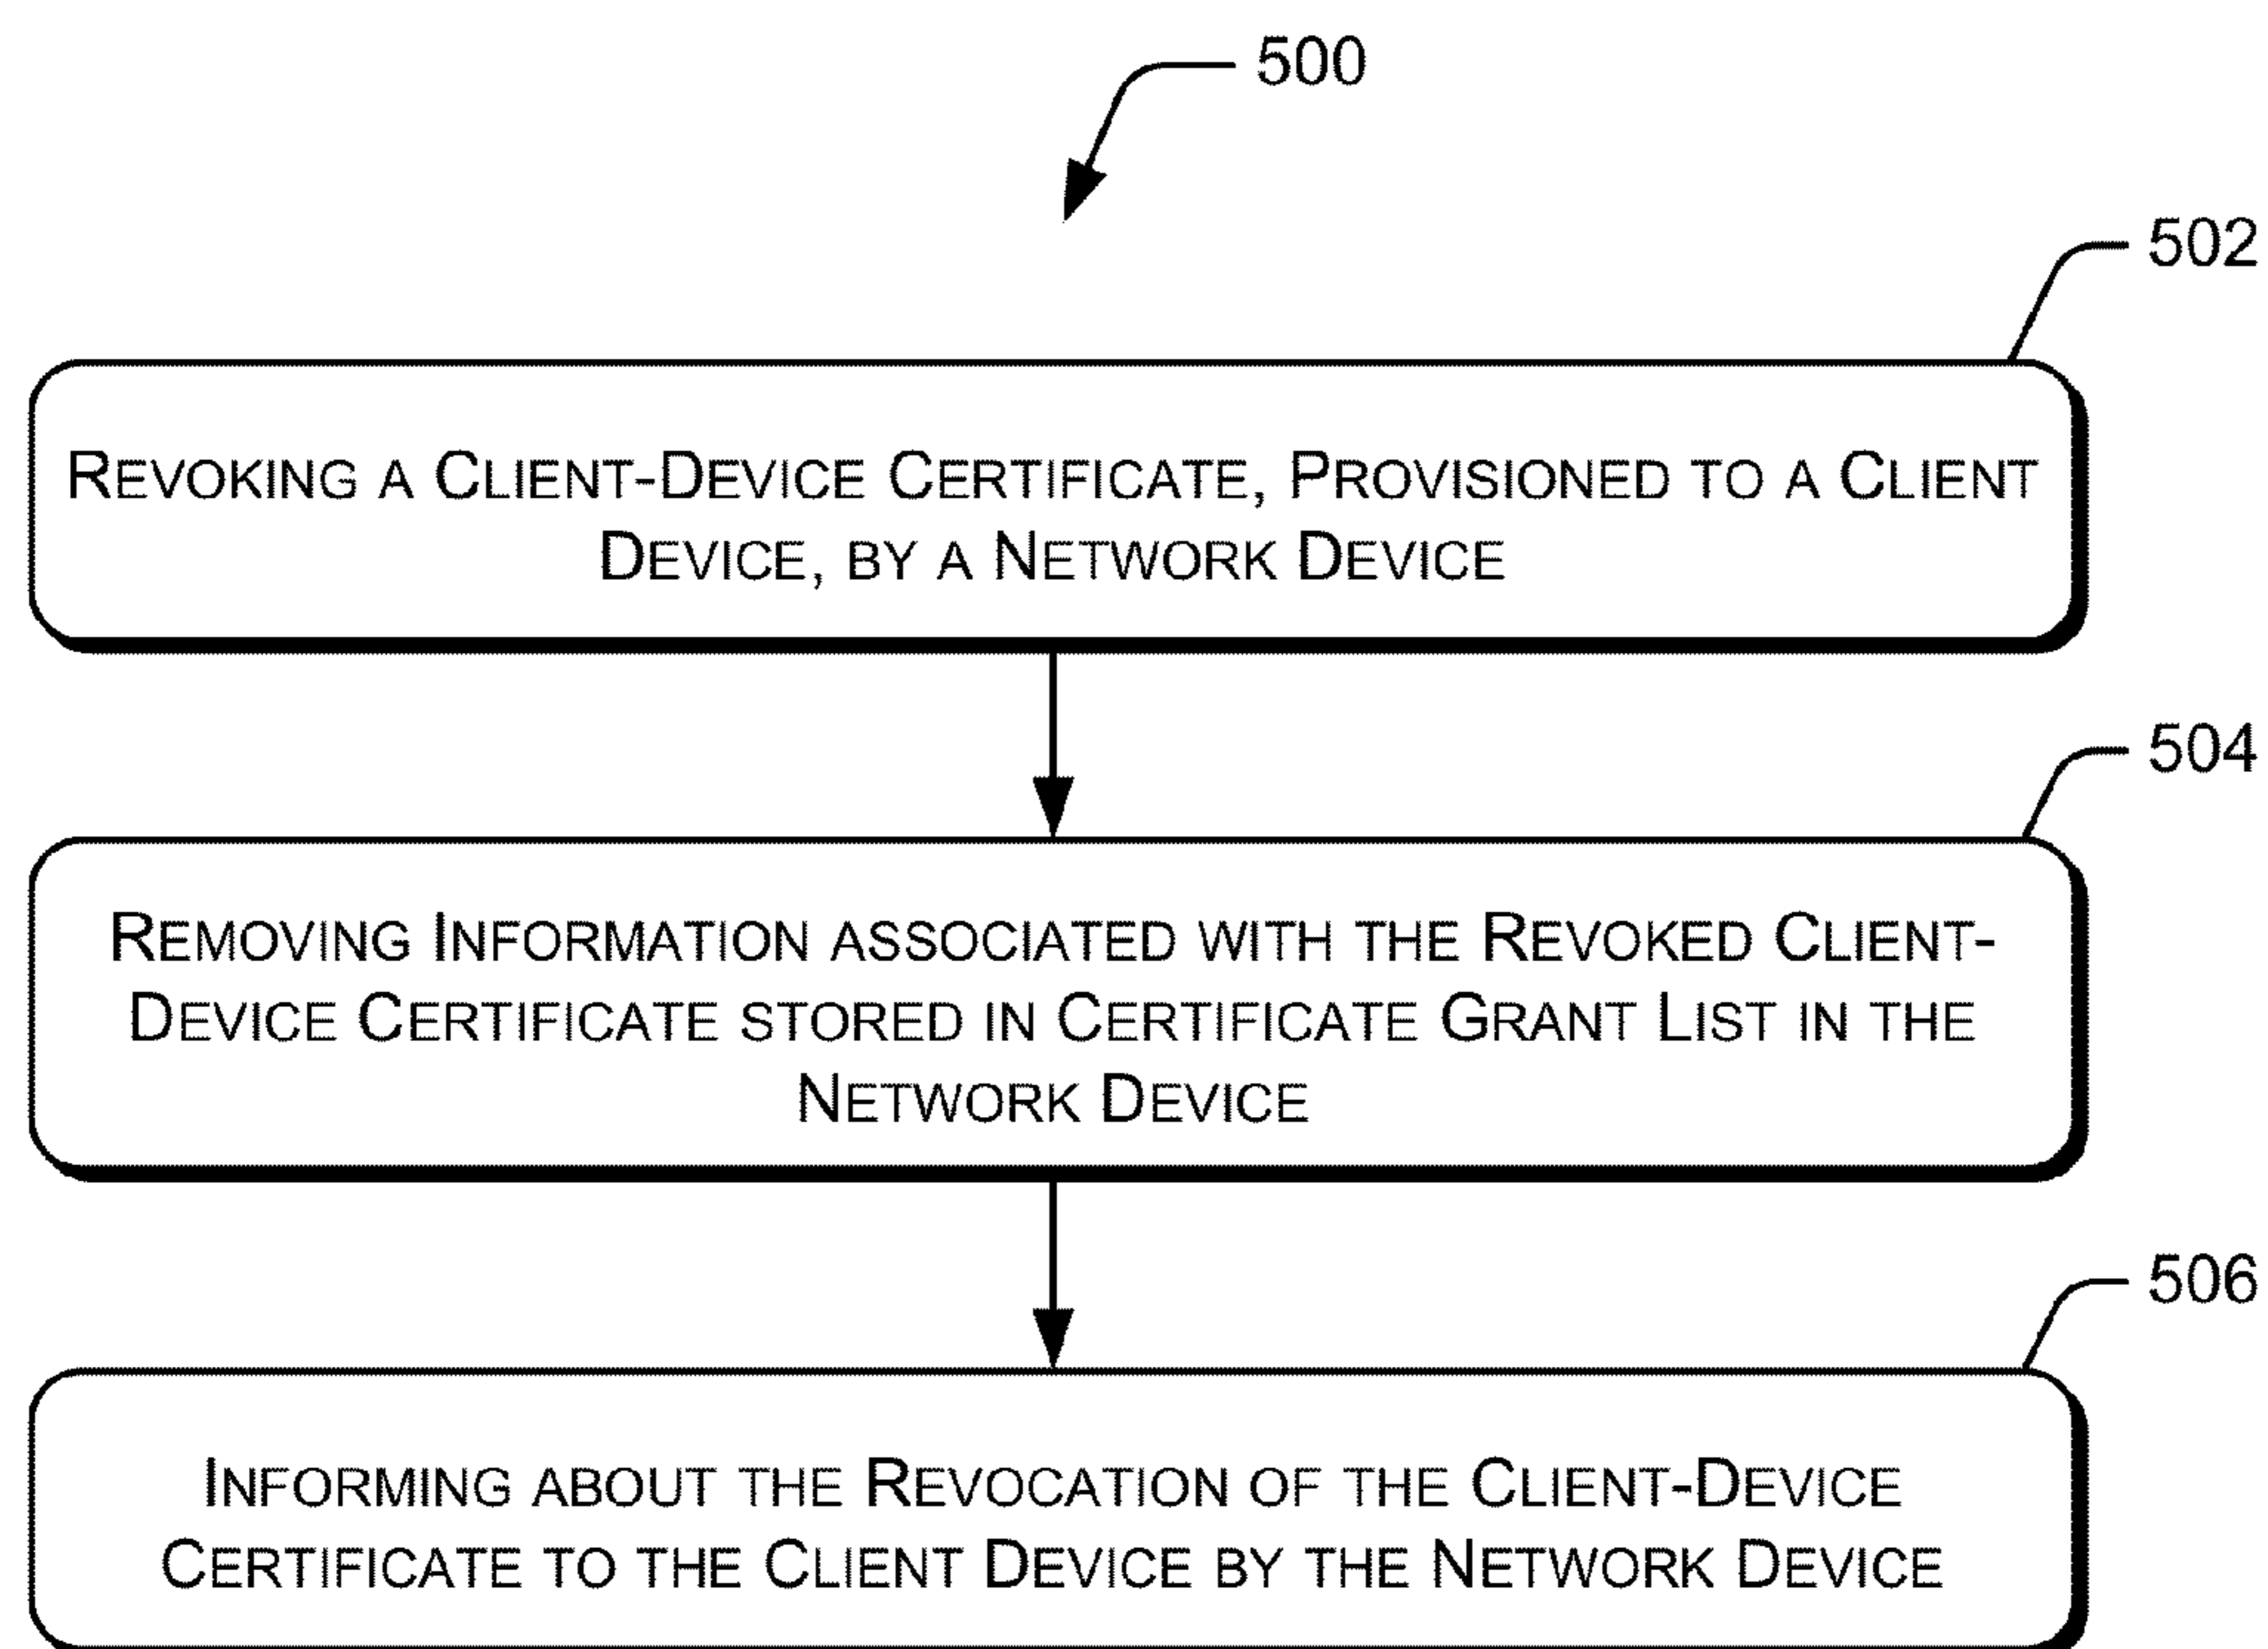 500
502
REVOKING A CLIENT-DEVICE CERTIFICATE, PROVISIONED TO A CLIENT
DEVICE, BY A NETWORK DEVICE
504
REMOVING INFORMATION ASSOCIATED WITH THE REVOKED CLIENT-
DEVICE CERTIFICATE STORED IN CERTIFICATE GRANT LIST IN THE
NETWORK DEVICE
506
INFORMING ABOUT THE REVOCATION OF THE CLIENT-DEVICE
CERTIFICATE TO THE CLIENT DEVICE BY THE NETWORK DEVICE